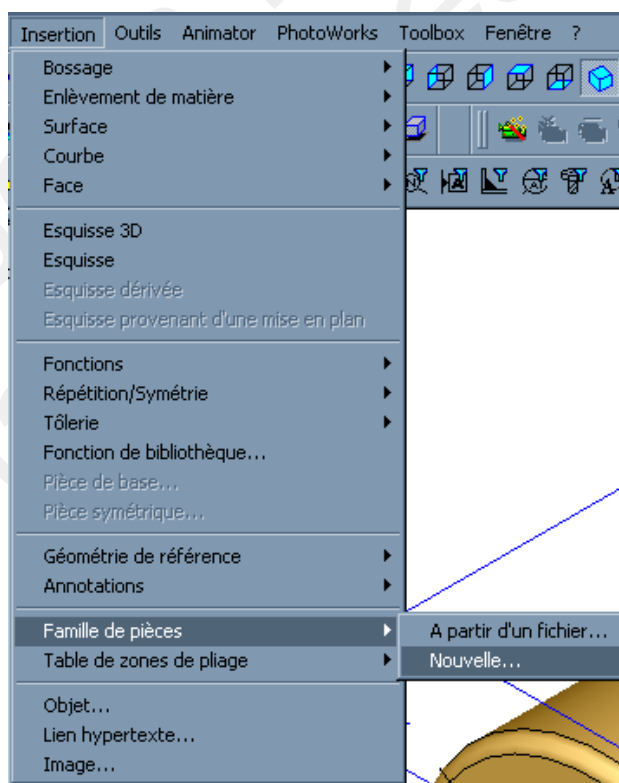 Insertion Outils Animator PhotoWorks Toolbox Fenêtre ?
Bossage
Enlèvement de matière
Surface
Courbe
Face
Esquisse 3D
Esquisse
Esquisse dérivée
Esquisse provenant d'une mise en plan
Fonctions
Répétition/Symétrie
Tôlerie
Fonction de bibliothèque...
Pièce de base...
Pièce symétrique...
Géométrie de référence
Annotations
Famille de pièces
A partir d'un fichier...
Table de zones de pliage
Nouvelle...
Objet...
Lien hypertexte...
Image...